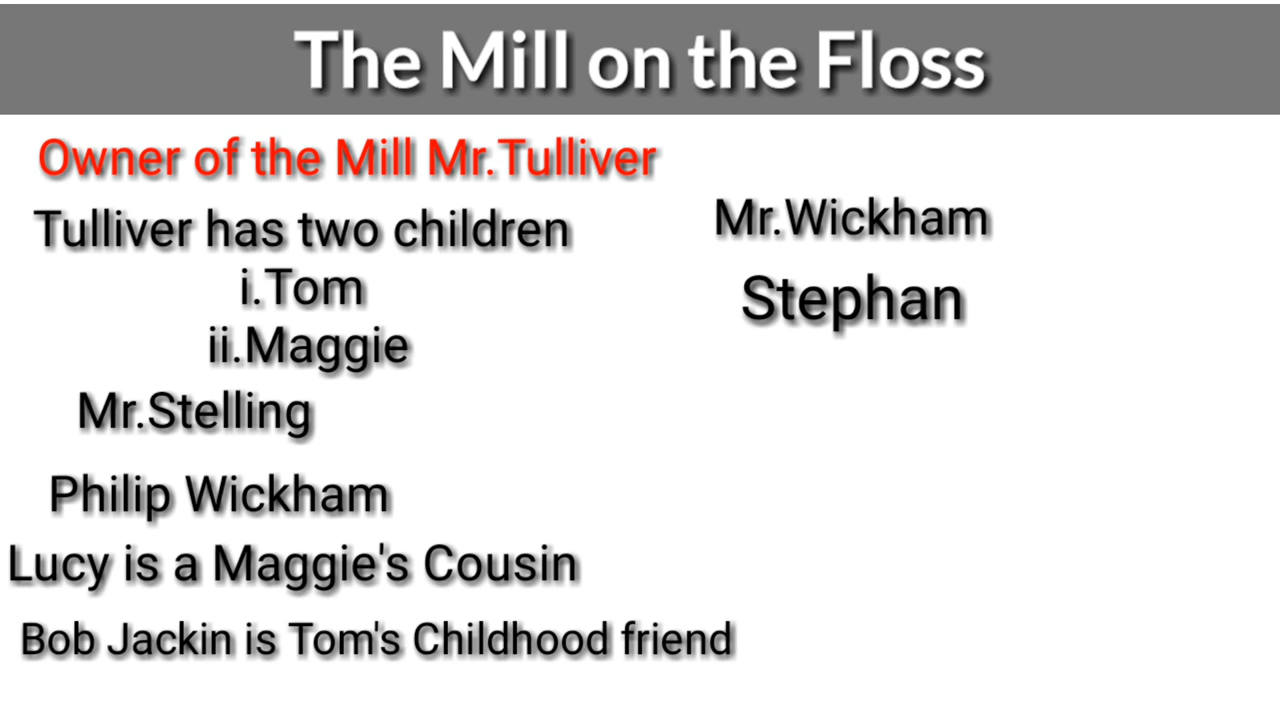 The Mill on the Floss
Owner of the Mill Mr.Tulliver
Tulliver has two children
i.Tom
ii.Maggie
Mr.Stelling
Philip Wickham
Lucy is a Maggie's Cousin
Bob Jackin is Tom's Childhood friend
Mr.Wickham
Stephan